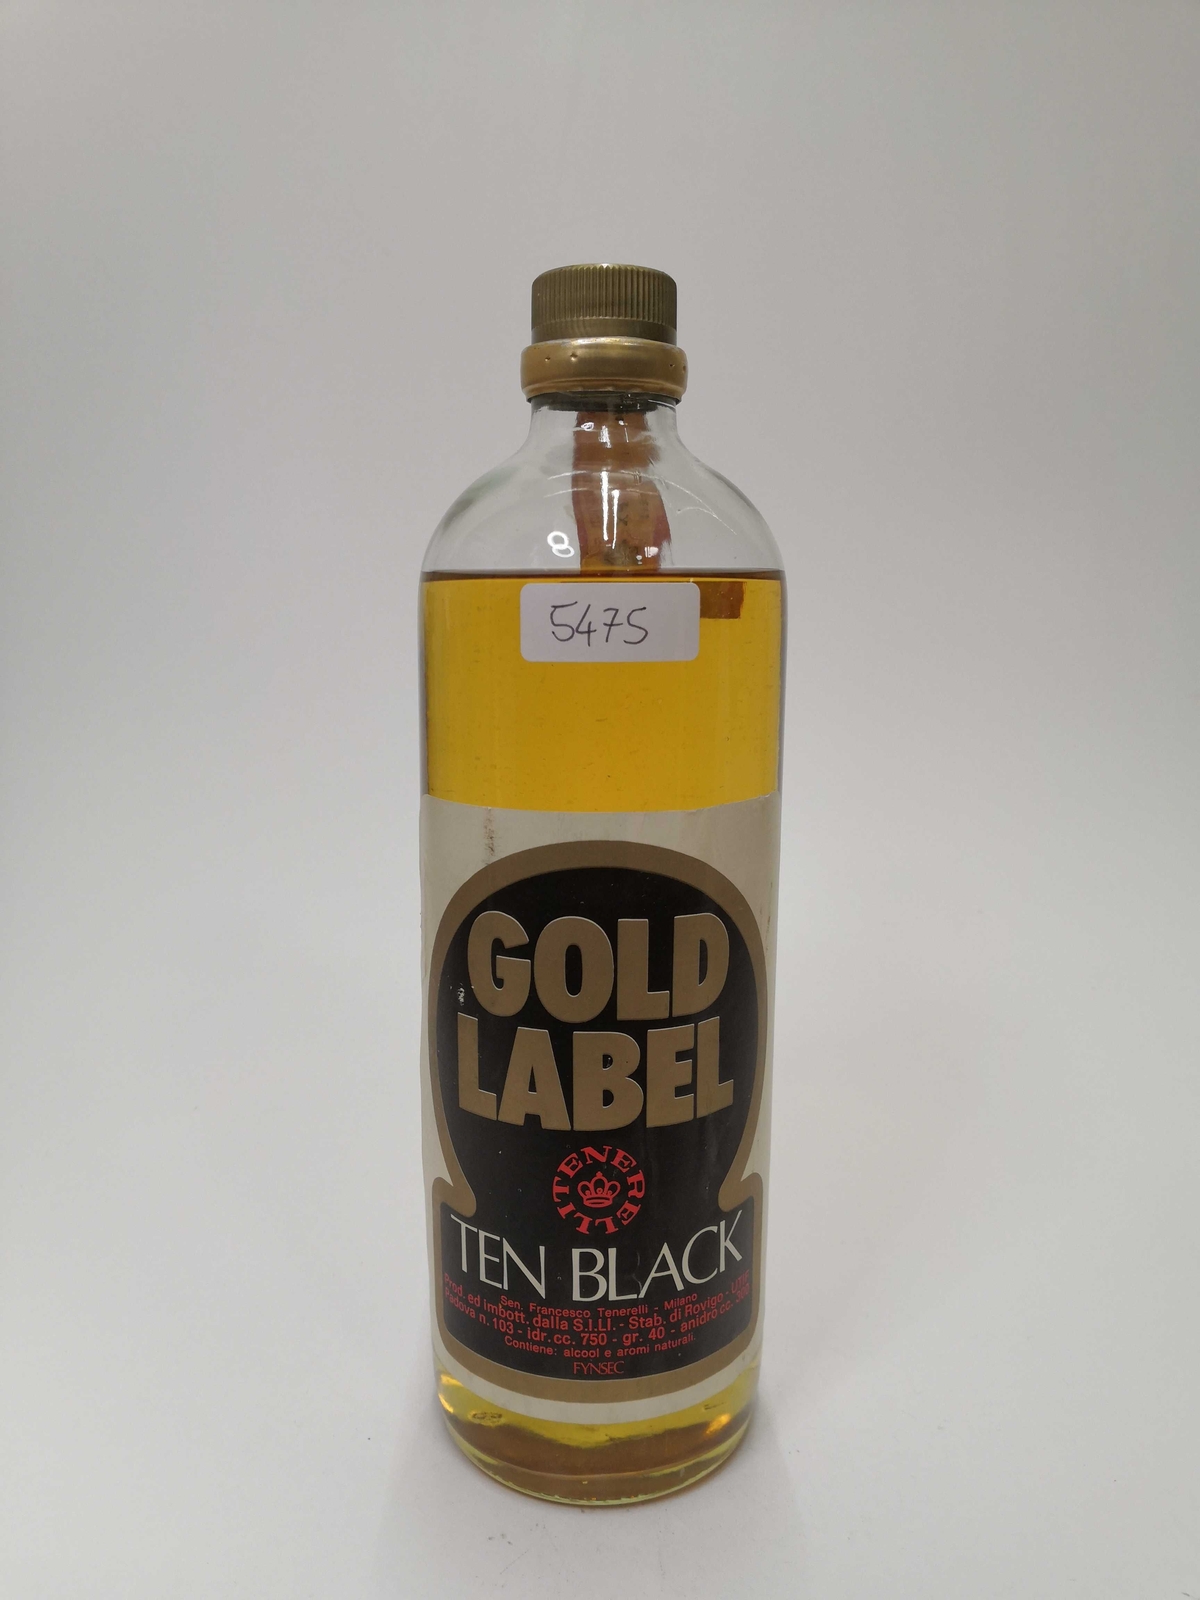 5475
GOLD
LABEL
TENERELLI
TEN BLACK
Sen. Francesco Tenerelli - Milano
Prod. ed imbott. dalla S.I.LI. - Stab. di Rovigo - UTIF
Padova n. 103 - idr. cc. 750 - gr. 40 - anidro cc. 300
Contiene: alcool e aromi naturali.
FYNSEC